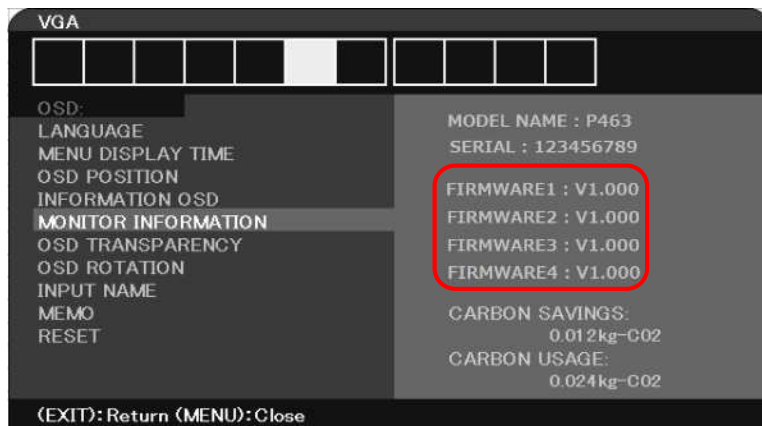 VGA
OSD:
LANGUAGE
MENU DISPLAY TIME
OSD POSITION
INFORMATION OSD
MONITOR INFORMATION
OSD TRANSPARENCY
OSD ROTATION
INPUT NAME
MEMO
RESET
MODEL NAME : P463
SERIAL : 123456789
FIRMWARE1 : V1.000
FIRMWARE2 : V1.000
FIRMWARE3 : V1.000
FIRMWARE4 : V1.000
CARBON SAVINGS:
0.012kg-C02
CARBON USAGE:
0.024kg-C02
(EXIT):Return (MENU):Close